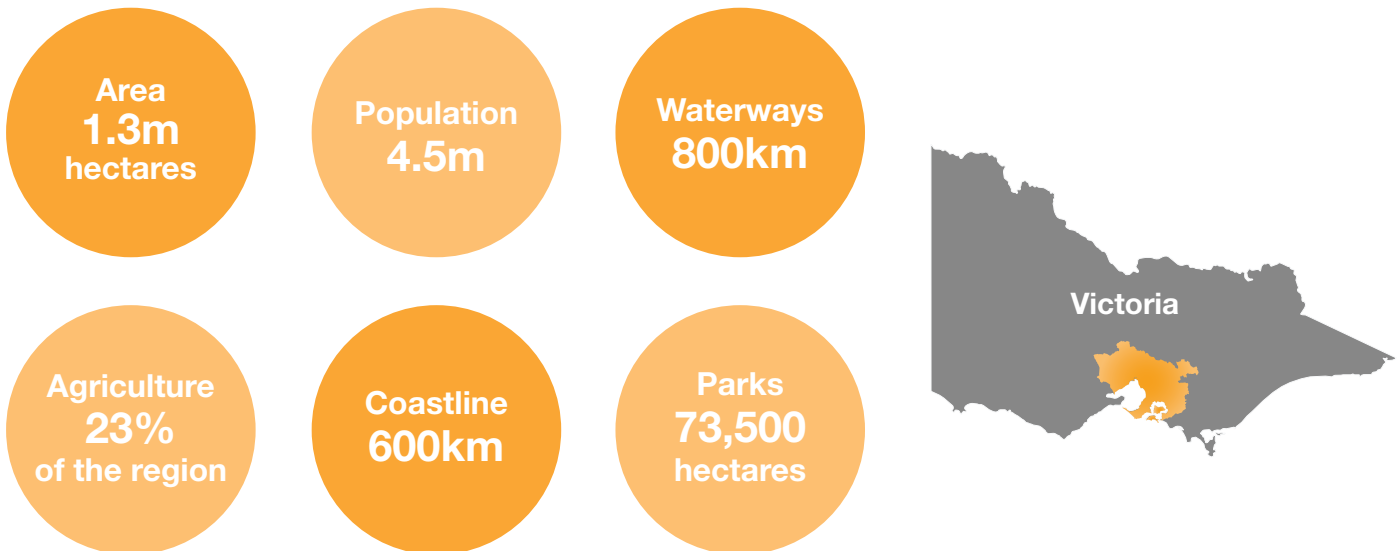 Area
1.3m
hectares
Population
4.5m
Waterways
800km
Agriculture
23%
of the region
Coastline
600km
Parks
73,500
hectares
Victoria